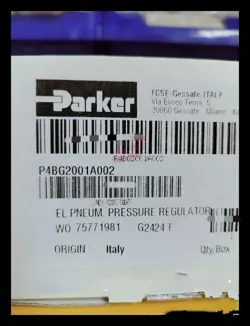 Parker
FCSE-Gessate-ITALY
Via Enrico Fermi, 5
20060 Gessate Milano
P4BG2001A002
P4BG2001A002
EL.PNEUM. PRESSURE REGULATOR
WO 75771981 G2424 F
ORIGIN : Italy Qty. Box